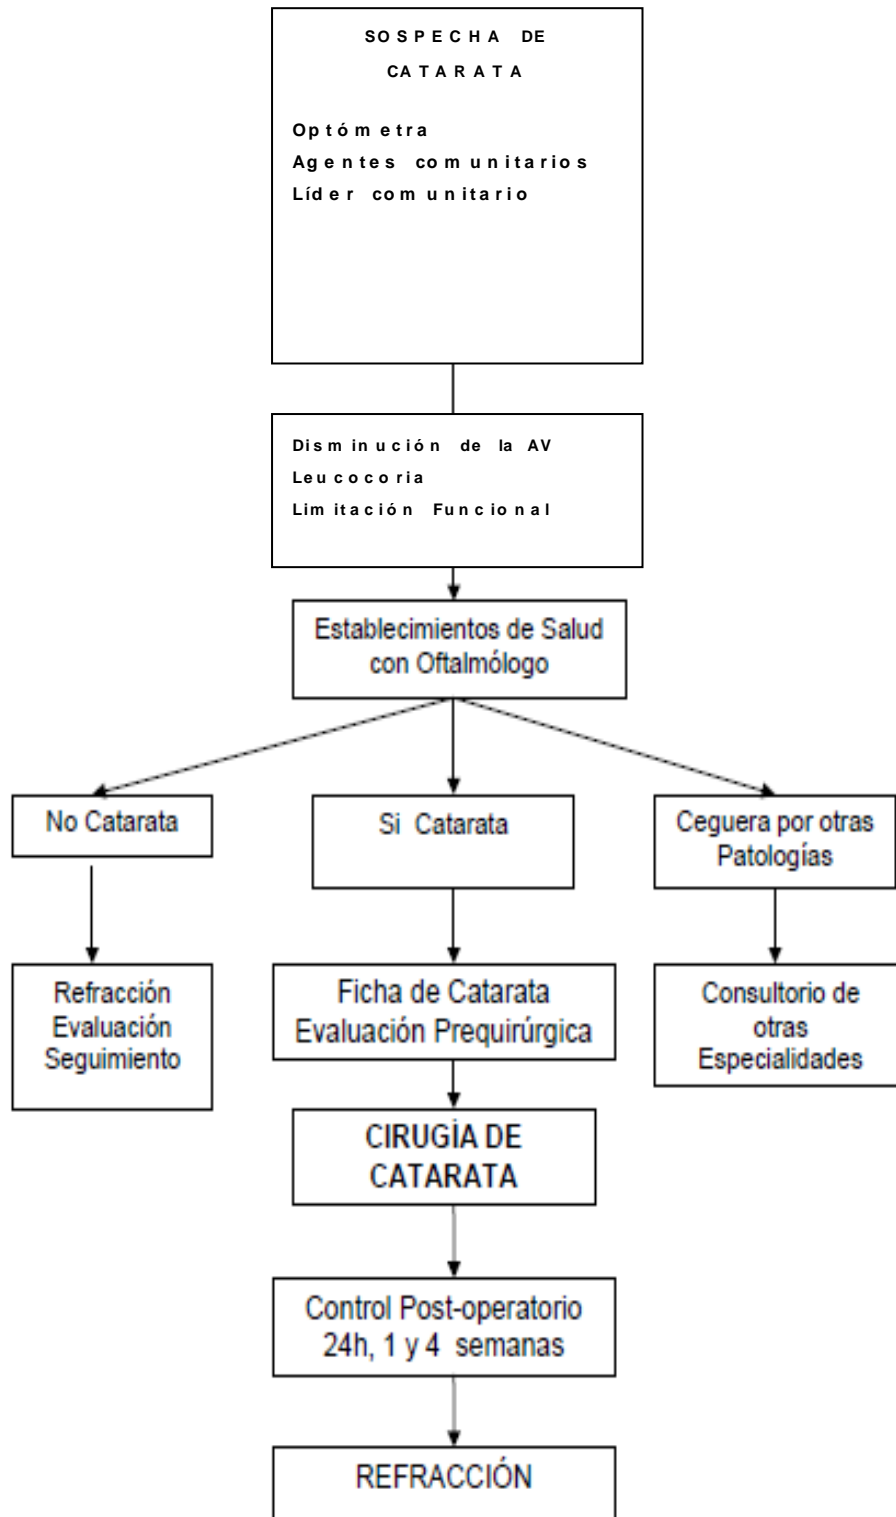 SOSPECHA DE
CATARATA
Optómetra
Agentes comunitarios
Líder comunitario
Disminución de la AV
Leucocoria
Limitación Funcional
Establecimientos de Salud
con Oftalmólogo
No Catarata
Si Catarata
Ceguera por otras
Patologías
Refracción
Evaluación
Seguimiento
Ficha de Catarata
Evaluación Prequirúrgica
Consultorio de
otras
Especialidades
CIRUGÍA DE
CATARATA
Control Post-operatorio
24h, 1 y 4 semanas
REFRACCIÓN